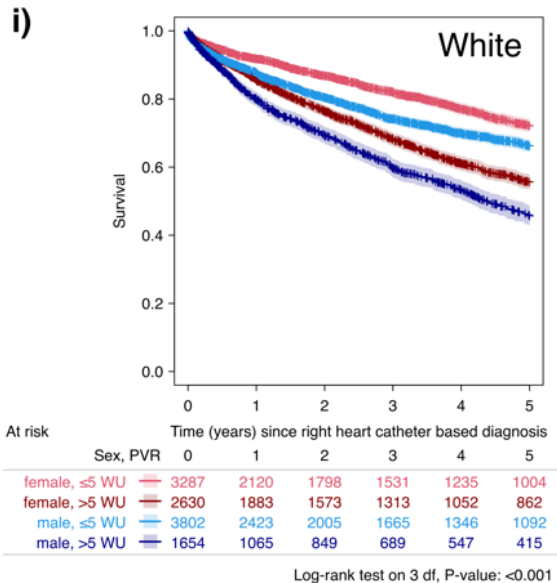 i)
White
1.0
0.8
0.6
0.4
0.2
0.0
Survival
0 1 2 3 4 5
At risk Time (years) since right heart catheter based diagnosis
Sex, PVR 0 1 2 3 4 5
female, ≤5 WU 3287 2120 1798 1531 1235 1004
female, >5 WU 2630 1883 1573 1313 1052 862
male, ≤5 WU 3802 2423 2005 1665 1346 1092
male, >5 WU 1654 1065 849 689 547 415
Log-rank test on 3 df, P-value: <0.001